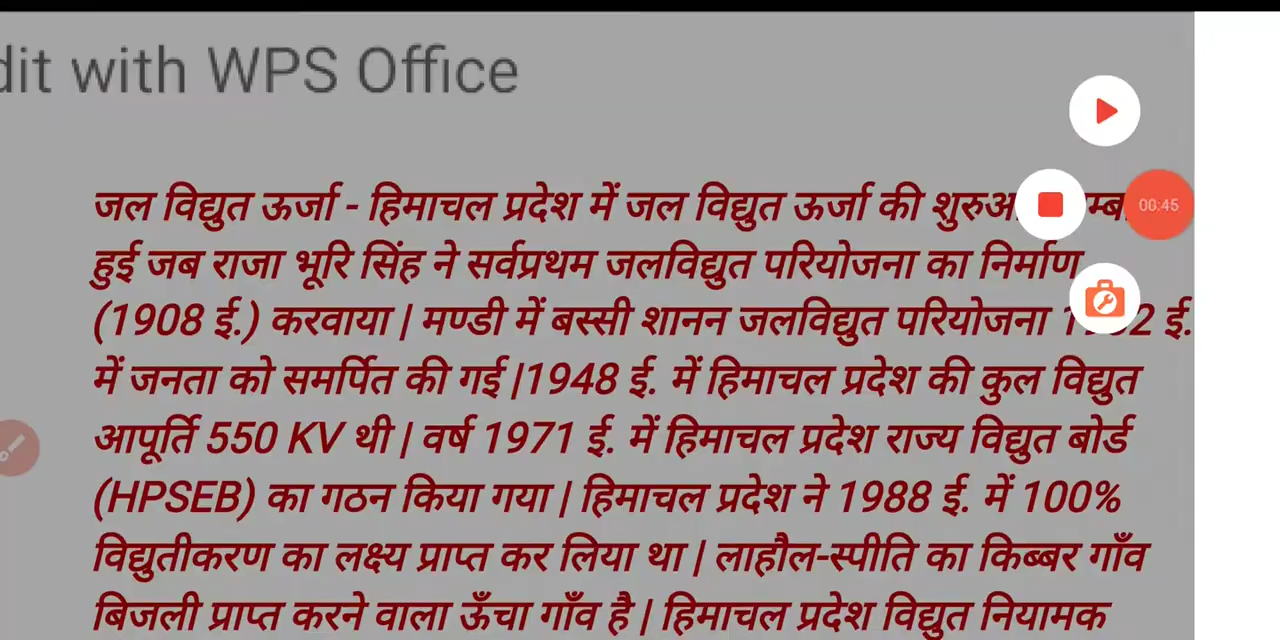 dit with WPS Office
जल विद्युत ऊर्जा - हिमाचल प्रदेश में जल विद्युत ऊर्जा की
00:45
हुई जब राजा भूरि सिंह ने सर्वप्रथम जलविद्युत परियोजना का निर्माण
(1908 ई.) करवाया | मण्डी में बस्सी शानन जलविद्युत परियोजना ई.
में जनता को समर्पित की गई |1948 ई. में हिमाचल प्रदेश की कुल विद्युत
आपूर्ति 550 KV थी | वर्ष 1971 ई. में हिमाचल प्रदेश राज्य विद्युत बोर्ड
(HPSEB) का गठन किया गया | हिमाचल प्रदेश ने 1988 ई. में 100%
विद्युतीकरण का लक्ष्य प्राप्त कर लिया था | लाहौल-स्पीति का किब्बर गाँव
बिजली प्राप्त करने वाला ऊँचा गाँव है | हिमाचल प्रदेश विद्युत नियामक